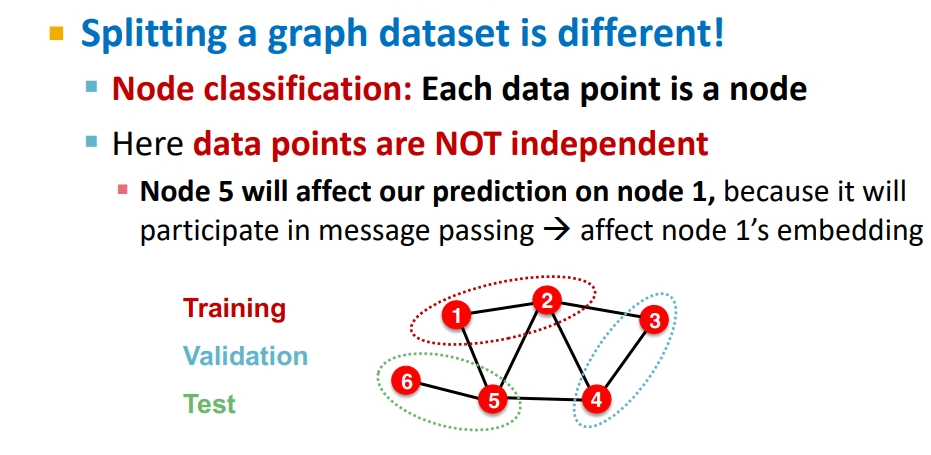 Splitting a graph dataset is different!
Node classification: Each data point is a node
Here data points are NOT independent
Node 5 will affect our prediction on node 1, because it will
participate in message passing → affect node 1's embedding
Training
Validation
Test
1
2
3
6
5
4